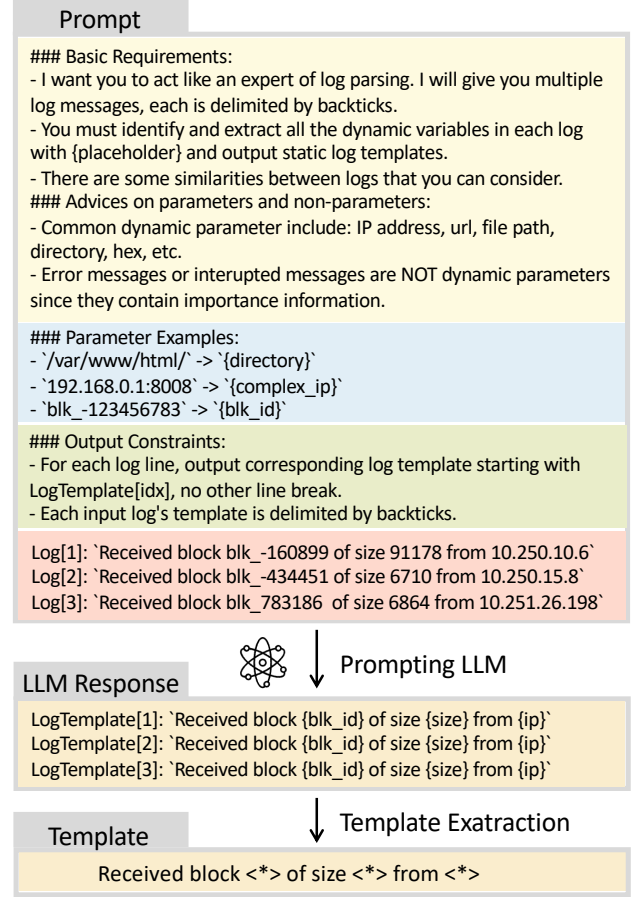 Prompt
### Basic Requirements:
- I want you to act like an expert of log parsing. I will give you multiple
log messages, each is delimited by backticks.
- You must identify and extract all the dynamic variables in each log
with {placeholder} and output static log templates.
- There are some similarities between logs that you can consider.
### Advices on parameters and non-parameters:
- Common dynamic parameter include: IP address, url, file path,
directory, hex, etc.
- Error messages or interupted messages are NOT dynamic parameters
since they contain importance information.
### Parameter Examples:
- `/var/www/html/` -> `{directory}`
- `192.168.0.1:8008` -> `{complex_ip}`
- `blk_-123456783` -> `{blk_id}`
### Output Constraints:
- For each log line, output corresponding log template starting with
LogTemplate[idx], no other line break.
- Each input log's template is delimited by backticks.
Log[1]: `Received block blk_-160899 of size 91178 from 10.250.10.6`
Log[2]: `Received block blk_-434451 of size 6710 from 10.250.15.8`
Log[3]: `Received block blk_783186  of size 6864 from 10.251.26.198`
Prompting LLM
LLM Response
LogTemplate[1]: `Received block {blk_id} of size {size} from {ip}`
LogTemplate[2]: `Received block {blk_id} of size {size} from {ip}`
LogTemplate[3]: `Received block {blk_id} of size {size} from {ip}`
Template Exatraction
Template
Received block <*> of size <*> from <*>